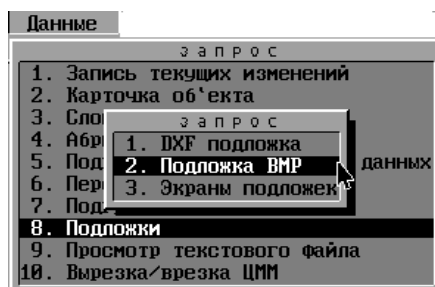 Данные
запрос
1. Запись текущих изменений
2. Карточка об'екта
3. Сло
запрос
4. Абр
1. DXF подложка
5. Под
2. Подложка BMP
данных
6. Пер
3. Экраны подложек
7. Под
8. Подложки
9. Просмотр текстового файла
10. Вырезка/врезка ЦММ